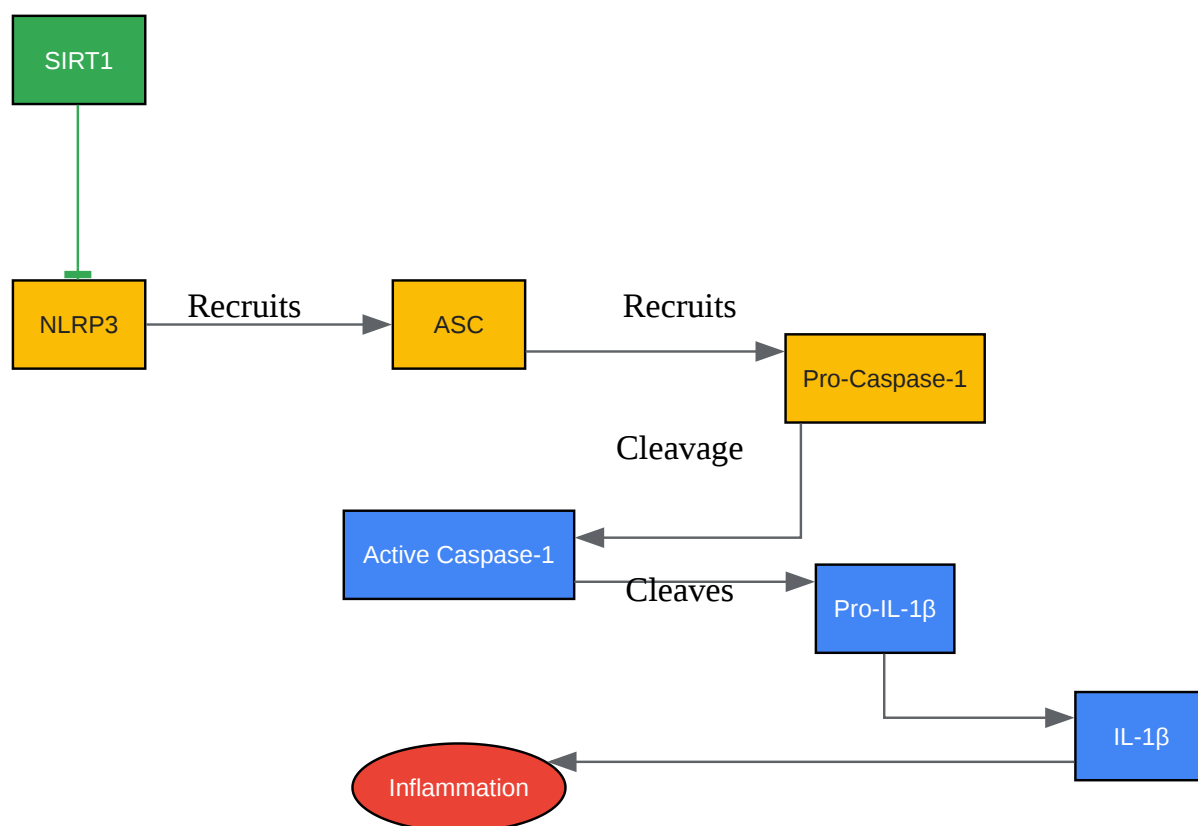 SIRT1
NLRP3
Recruits
ASC
Recruits
Pro-Caspase-1
Cleavage
Active Caspase-1
Cleaves
Pro-IL-1β
IL-1β
Inflammation